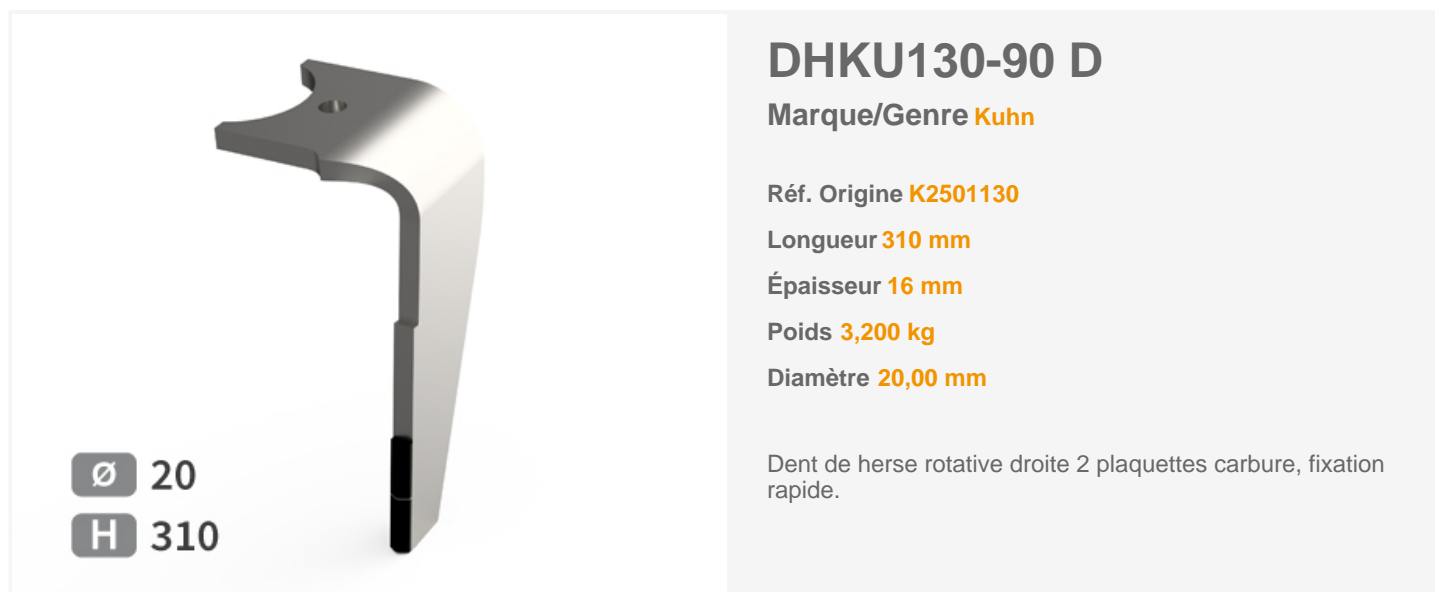 DHKU130-90 D
Marque/Genre Kuhn
Réf. Origine K2501130
Longueur 310 mm
Épaisseur 16 mm
Poids 3,200 kg
Diamètre 20,00 mm
Dent de herse rotative droite 2 plaquettes carbure, fixation
rapide.
Ø 20
H 310